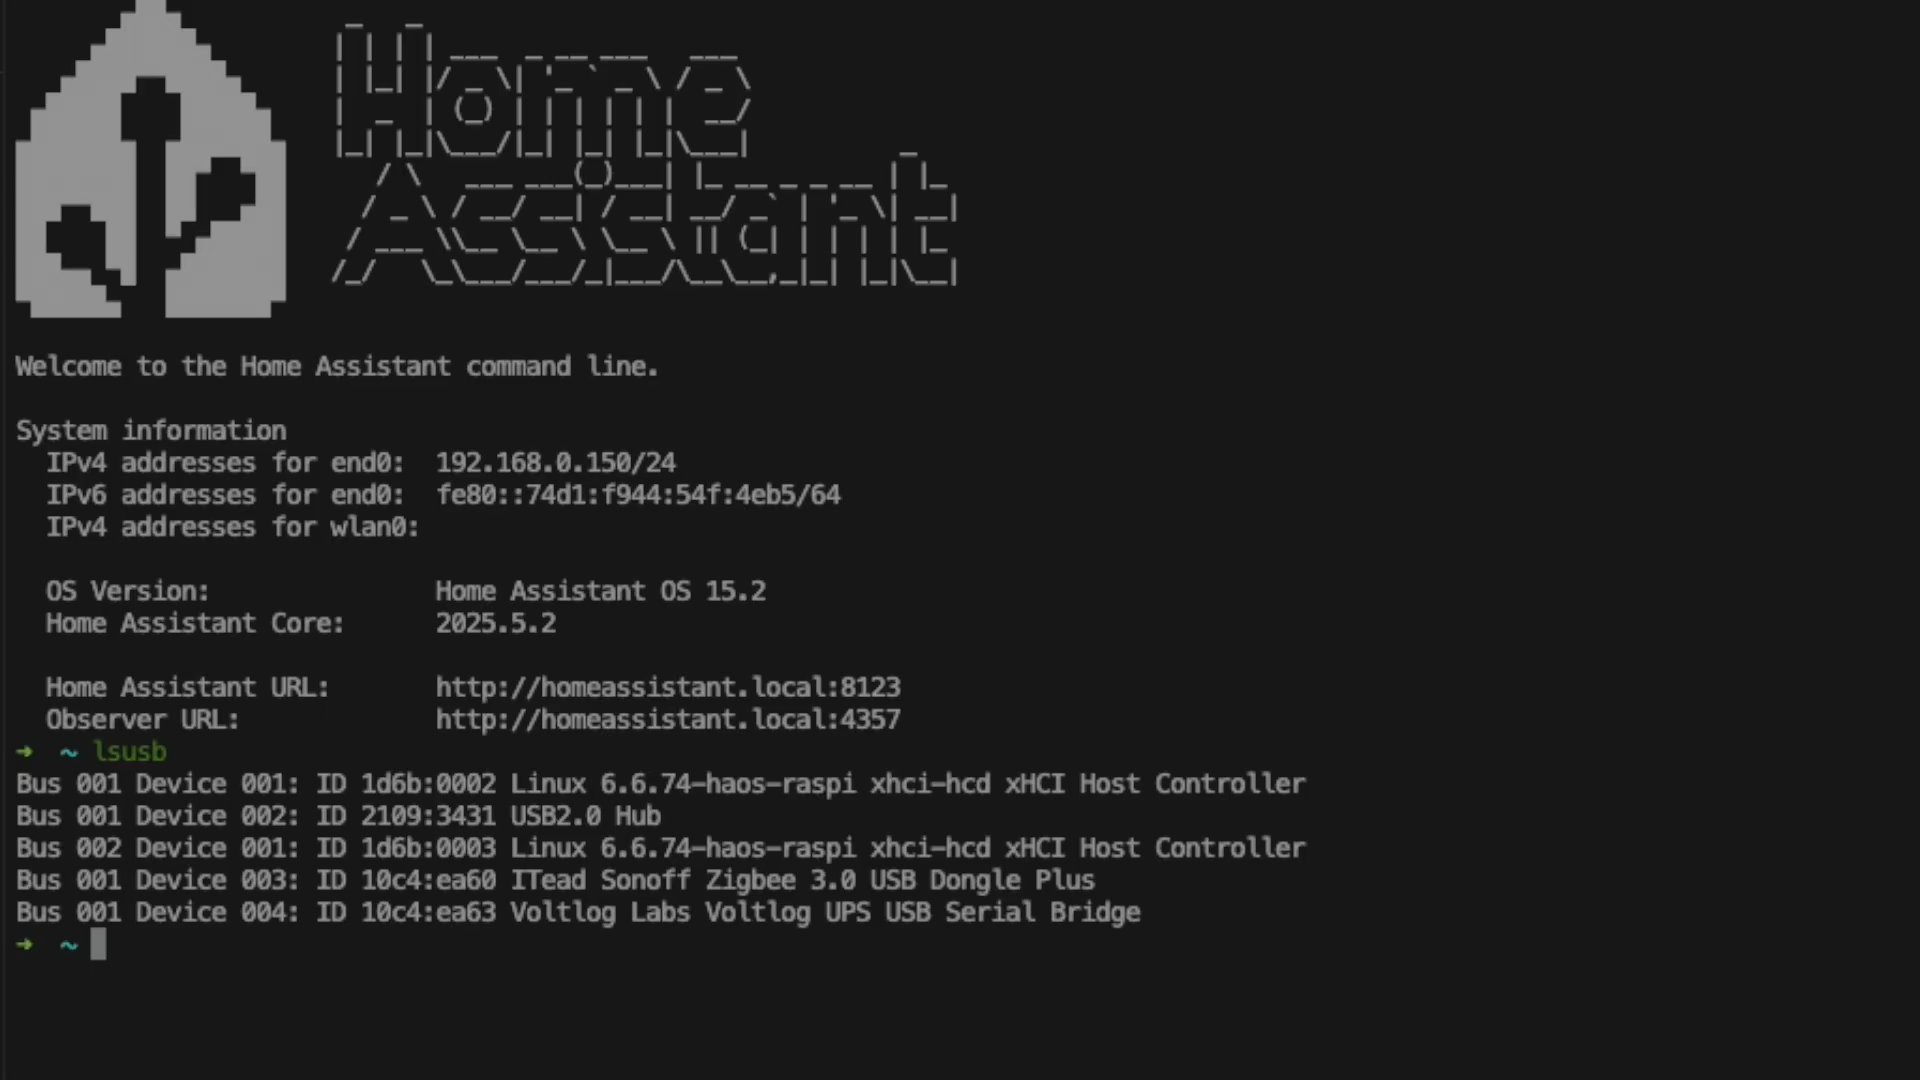 Home
Assistant
Welcome to the Home Assistant command line.
System information
IPv4 addresses for end0: 192.168.0.150/24
IPv6 addresses for end0: fe80::74d1:f944:54f:4eb5/64
IPv4 addresses for wlan0:
OS Version: Home Assistant OS 15.2
Home Assistant Core: 2025.5.2
Home Assistant URL: http://homeassistant.local:8123
Observer URL: http://homeassistant.local:4357
➜ ~ lsusb
Bus 001 Device 001: ID 1d6b:0002 Linux 6.6.74-haos-raspi xhci-hcd xHCI Host Controller
Bus 001 Device 002: ID 2109:3431 USB2.0 Hub
Bus 002 Device 001: ID 1d6b:0003 Linux 6.6.74-haos-raspi xhci-hcd xHCI Host Controller
Bus 001 Device 003: ID 10c4:ea60 ITead Sonoff Zigbee 3.0 USB Dongle Plus
Bus 001 Device 004: ID 10c4:ea63 Voltlog Labs Voltlog UPS USB Serial Bridge
➜ ~